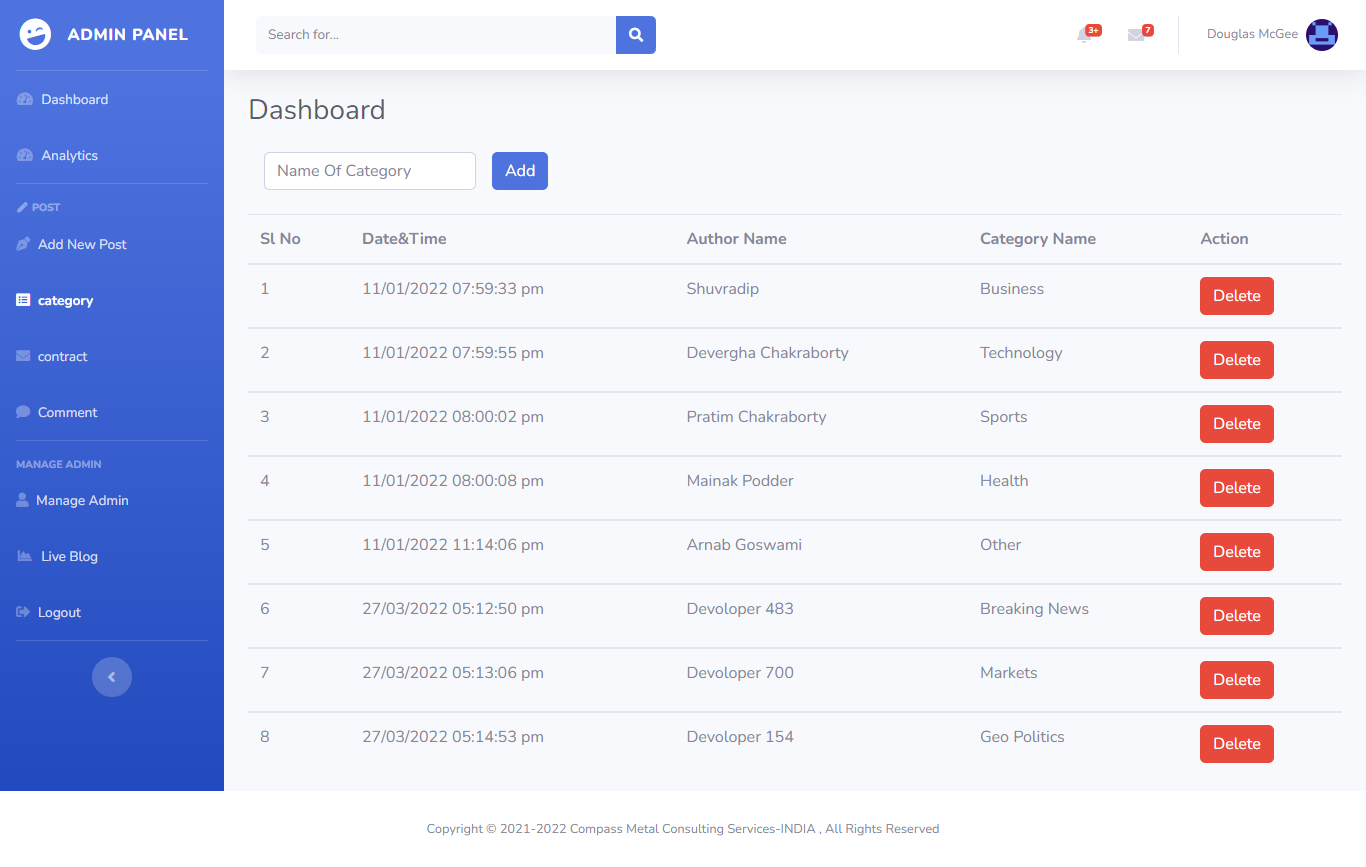 ADMIN PANEL
Search for...
3+
7
Douglas McGee
Dashboard
Analytics
POST
Add New Post
category
contract
Comment
MANAGE ADMIN
Manage Admin
Live Blog
Logout
Dashboard
Name Of Category Add
Sl No Date&Time Author Name Category Name Action
1 11/01/2022 07:59:33 pm Shuvradip Business Delete
2 11/01/2022 07:59:55 pm Devergha Chakraborty Technology Delete
3 11/01/2022 08:00:02 pm Pratim Chakraborty Sports Delete
4 11/01/2022 08:00:08 pm Mainak Podder Health Delete
5 11/01/2022 11:14:06 pm Arnab Goswami Other Delete
6 27/03/2022 05:12:50 pm Devoloper 483 Breaking News Delete
7 27/03/2022 05:13:06 pm Devoloper 700 Markets Delete
8 27/03/2022 05:14:53 pm Devoloper 154 Geo Politics Delete
Copyright © 2021-2022 Compass Metal Consulting Services-INDIA , All Rights Reserved